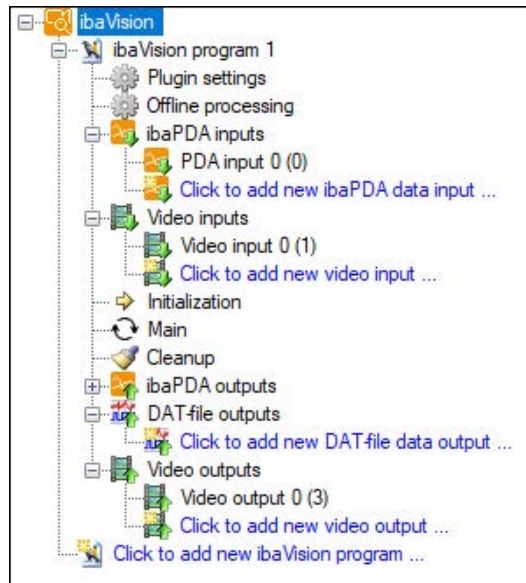 ibaVision
ibaVision program 1
Plugin settings
Offline processing
ibaPDA inputs
PDA input 0 (0)
Click to add new ibaPDA data input ...
Video inputs
Video input 0 (1)
Click to add new video input ...
Initialization
Main
Cleanup
ibaPDA outputs
DAT-file outputs
Click to add new DAT-file data output ...
Video outputs
Video output 0 (3)
Click to add new video output ...
Click to add new ibaVision program ...